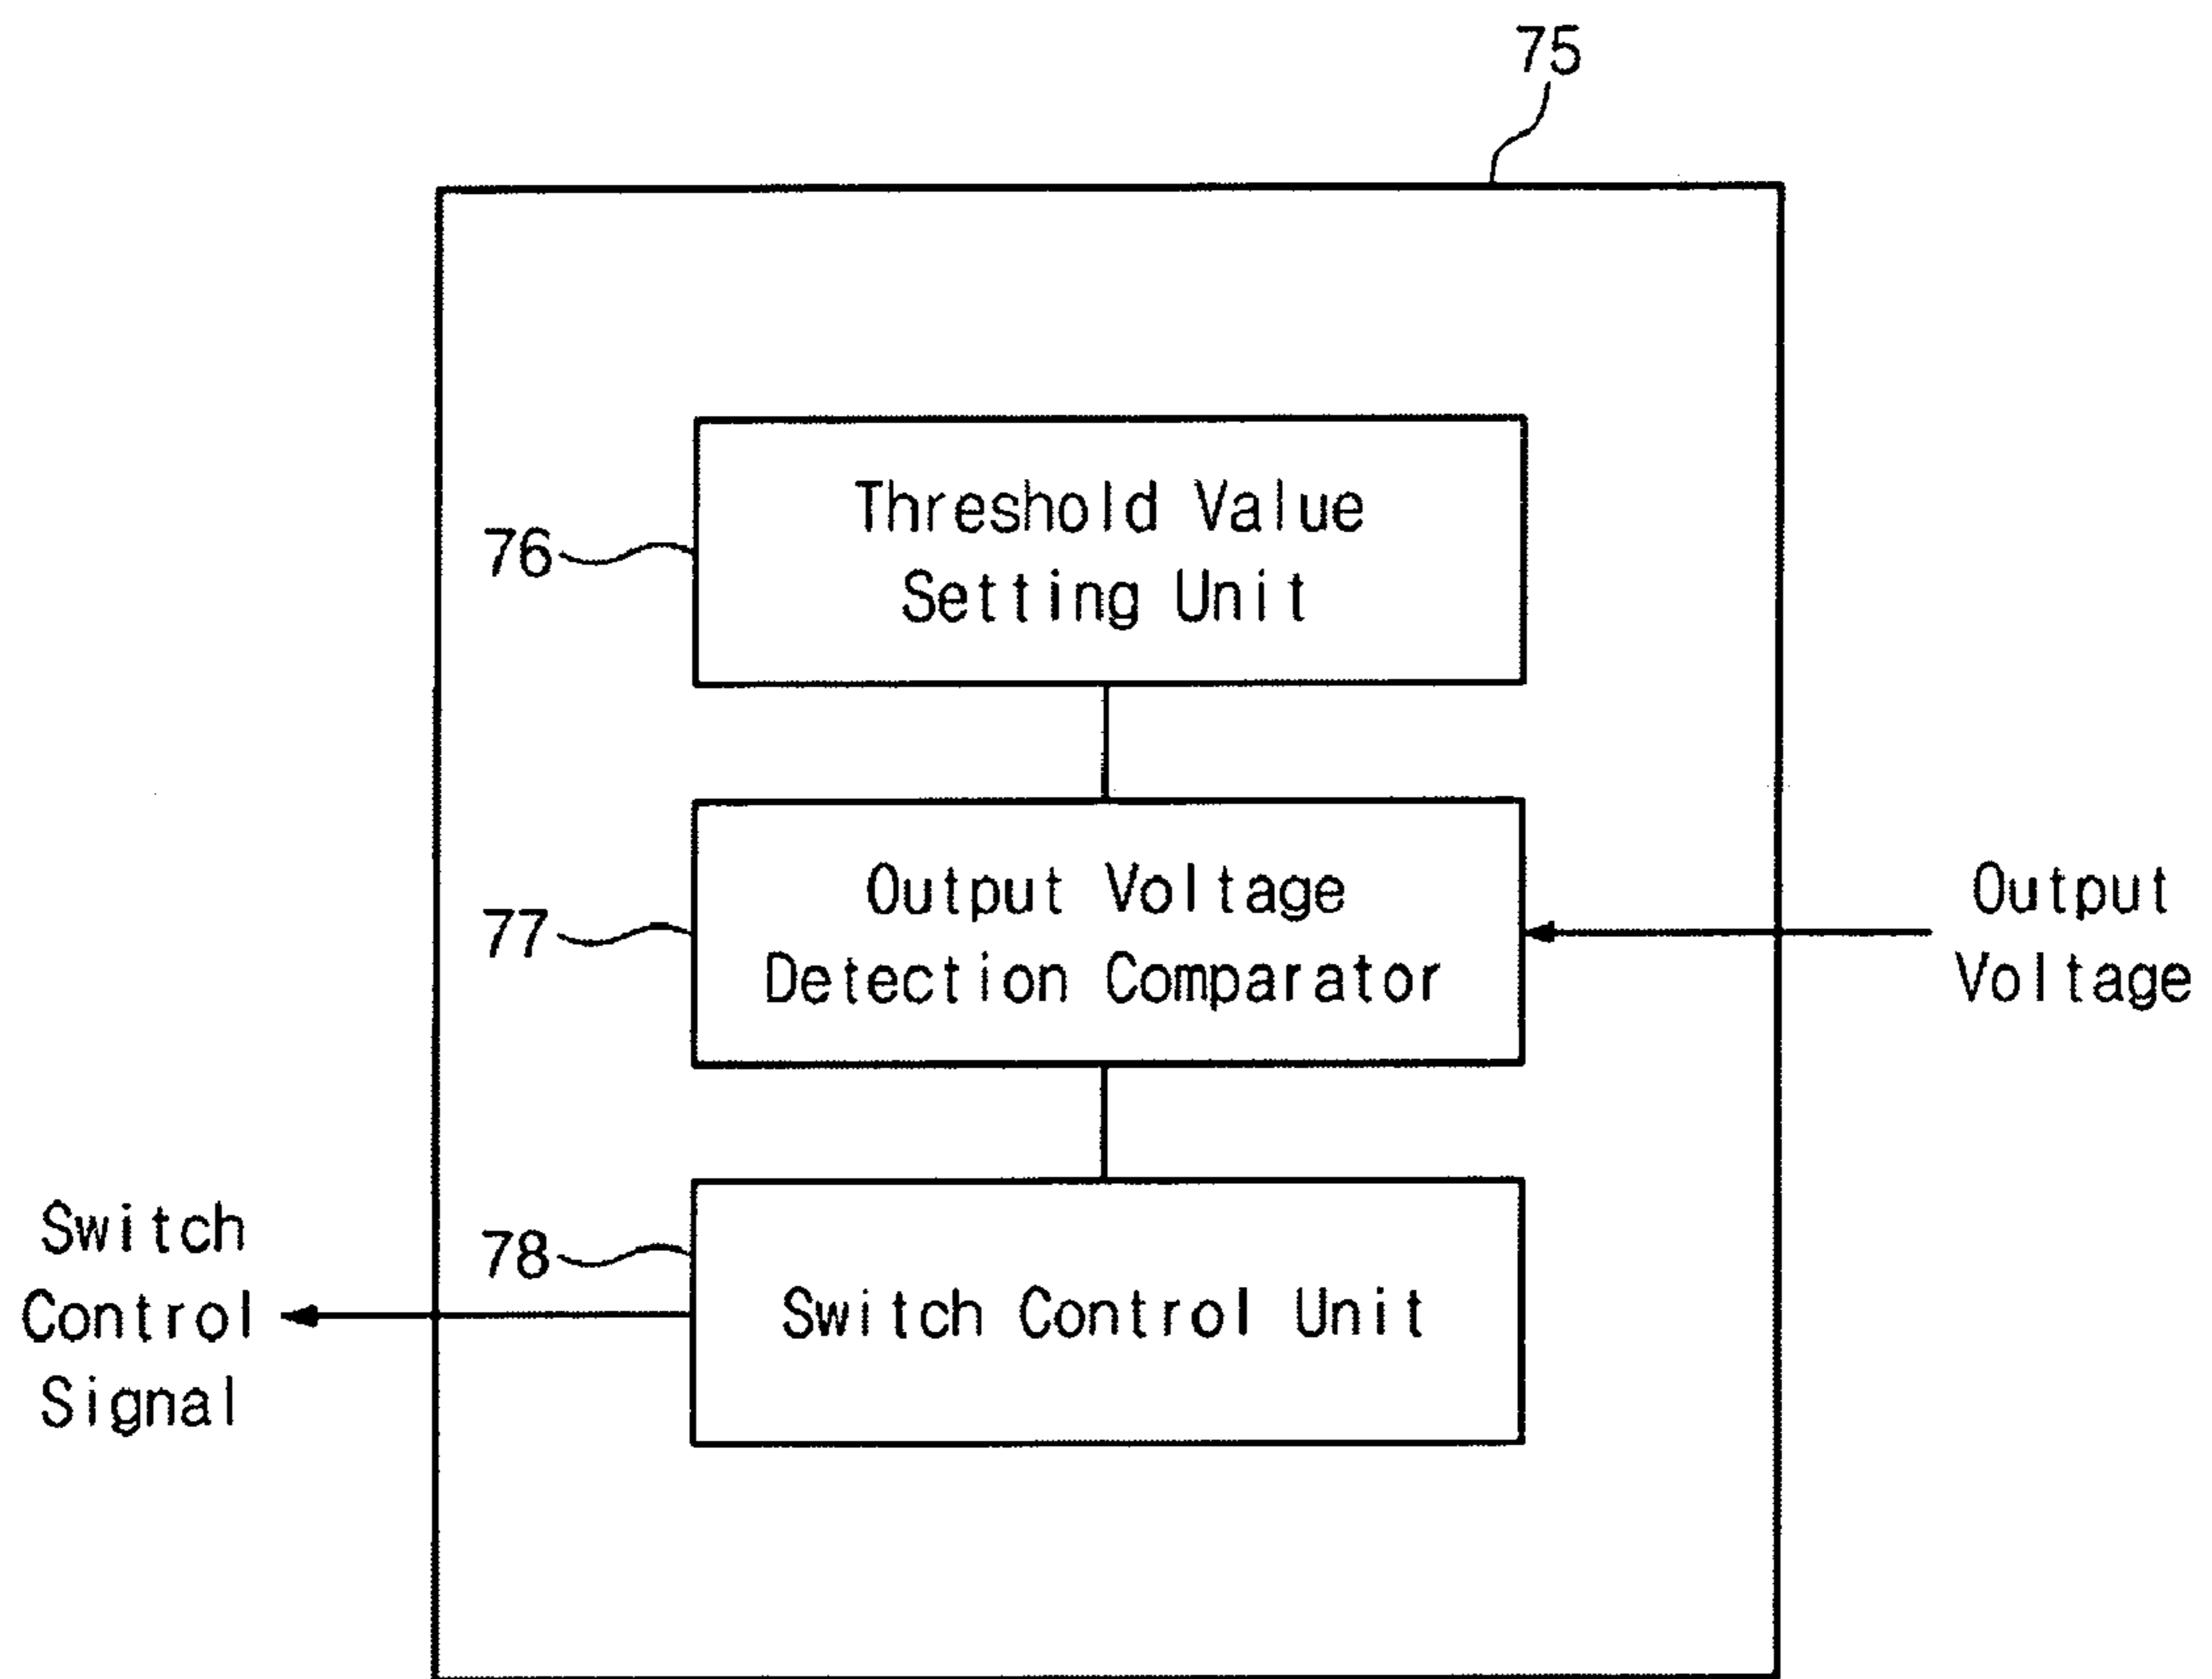 75
Threshold Value
Setting Unit
76
Output Voltage
Detection Comparator
77
Output
Voltage
Switch
Control
Signal
78
Switch Control Unit